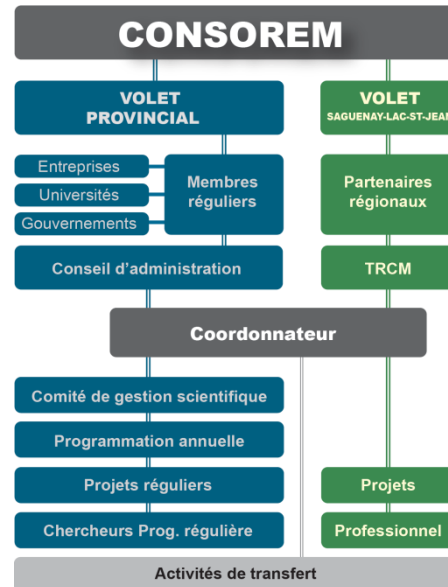 CONSOREM
VOLET
PROVINCIAL
VOLET
SAGUENAY-LAC-ST-JEAN
Entreprises
Universités
Gouvernements
Membres
réguliers
Partenaires
régionaux
Conseil d'administration
TRCM
Coordonnateur
Comité de gestion scientifique
Programmation annuelle
Projets réguliers
Projets
Chercheurs Prog. régulière
Professionnel
Activités de transfert